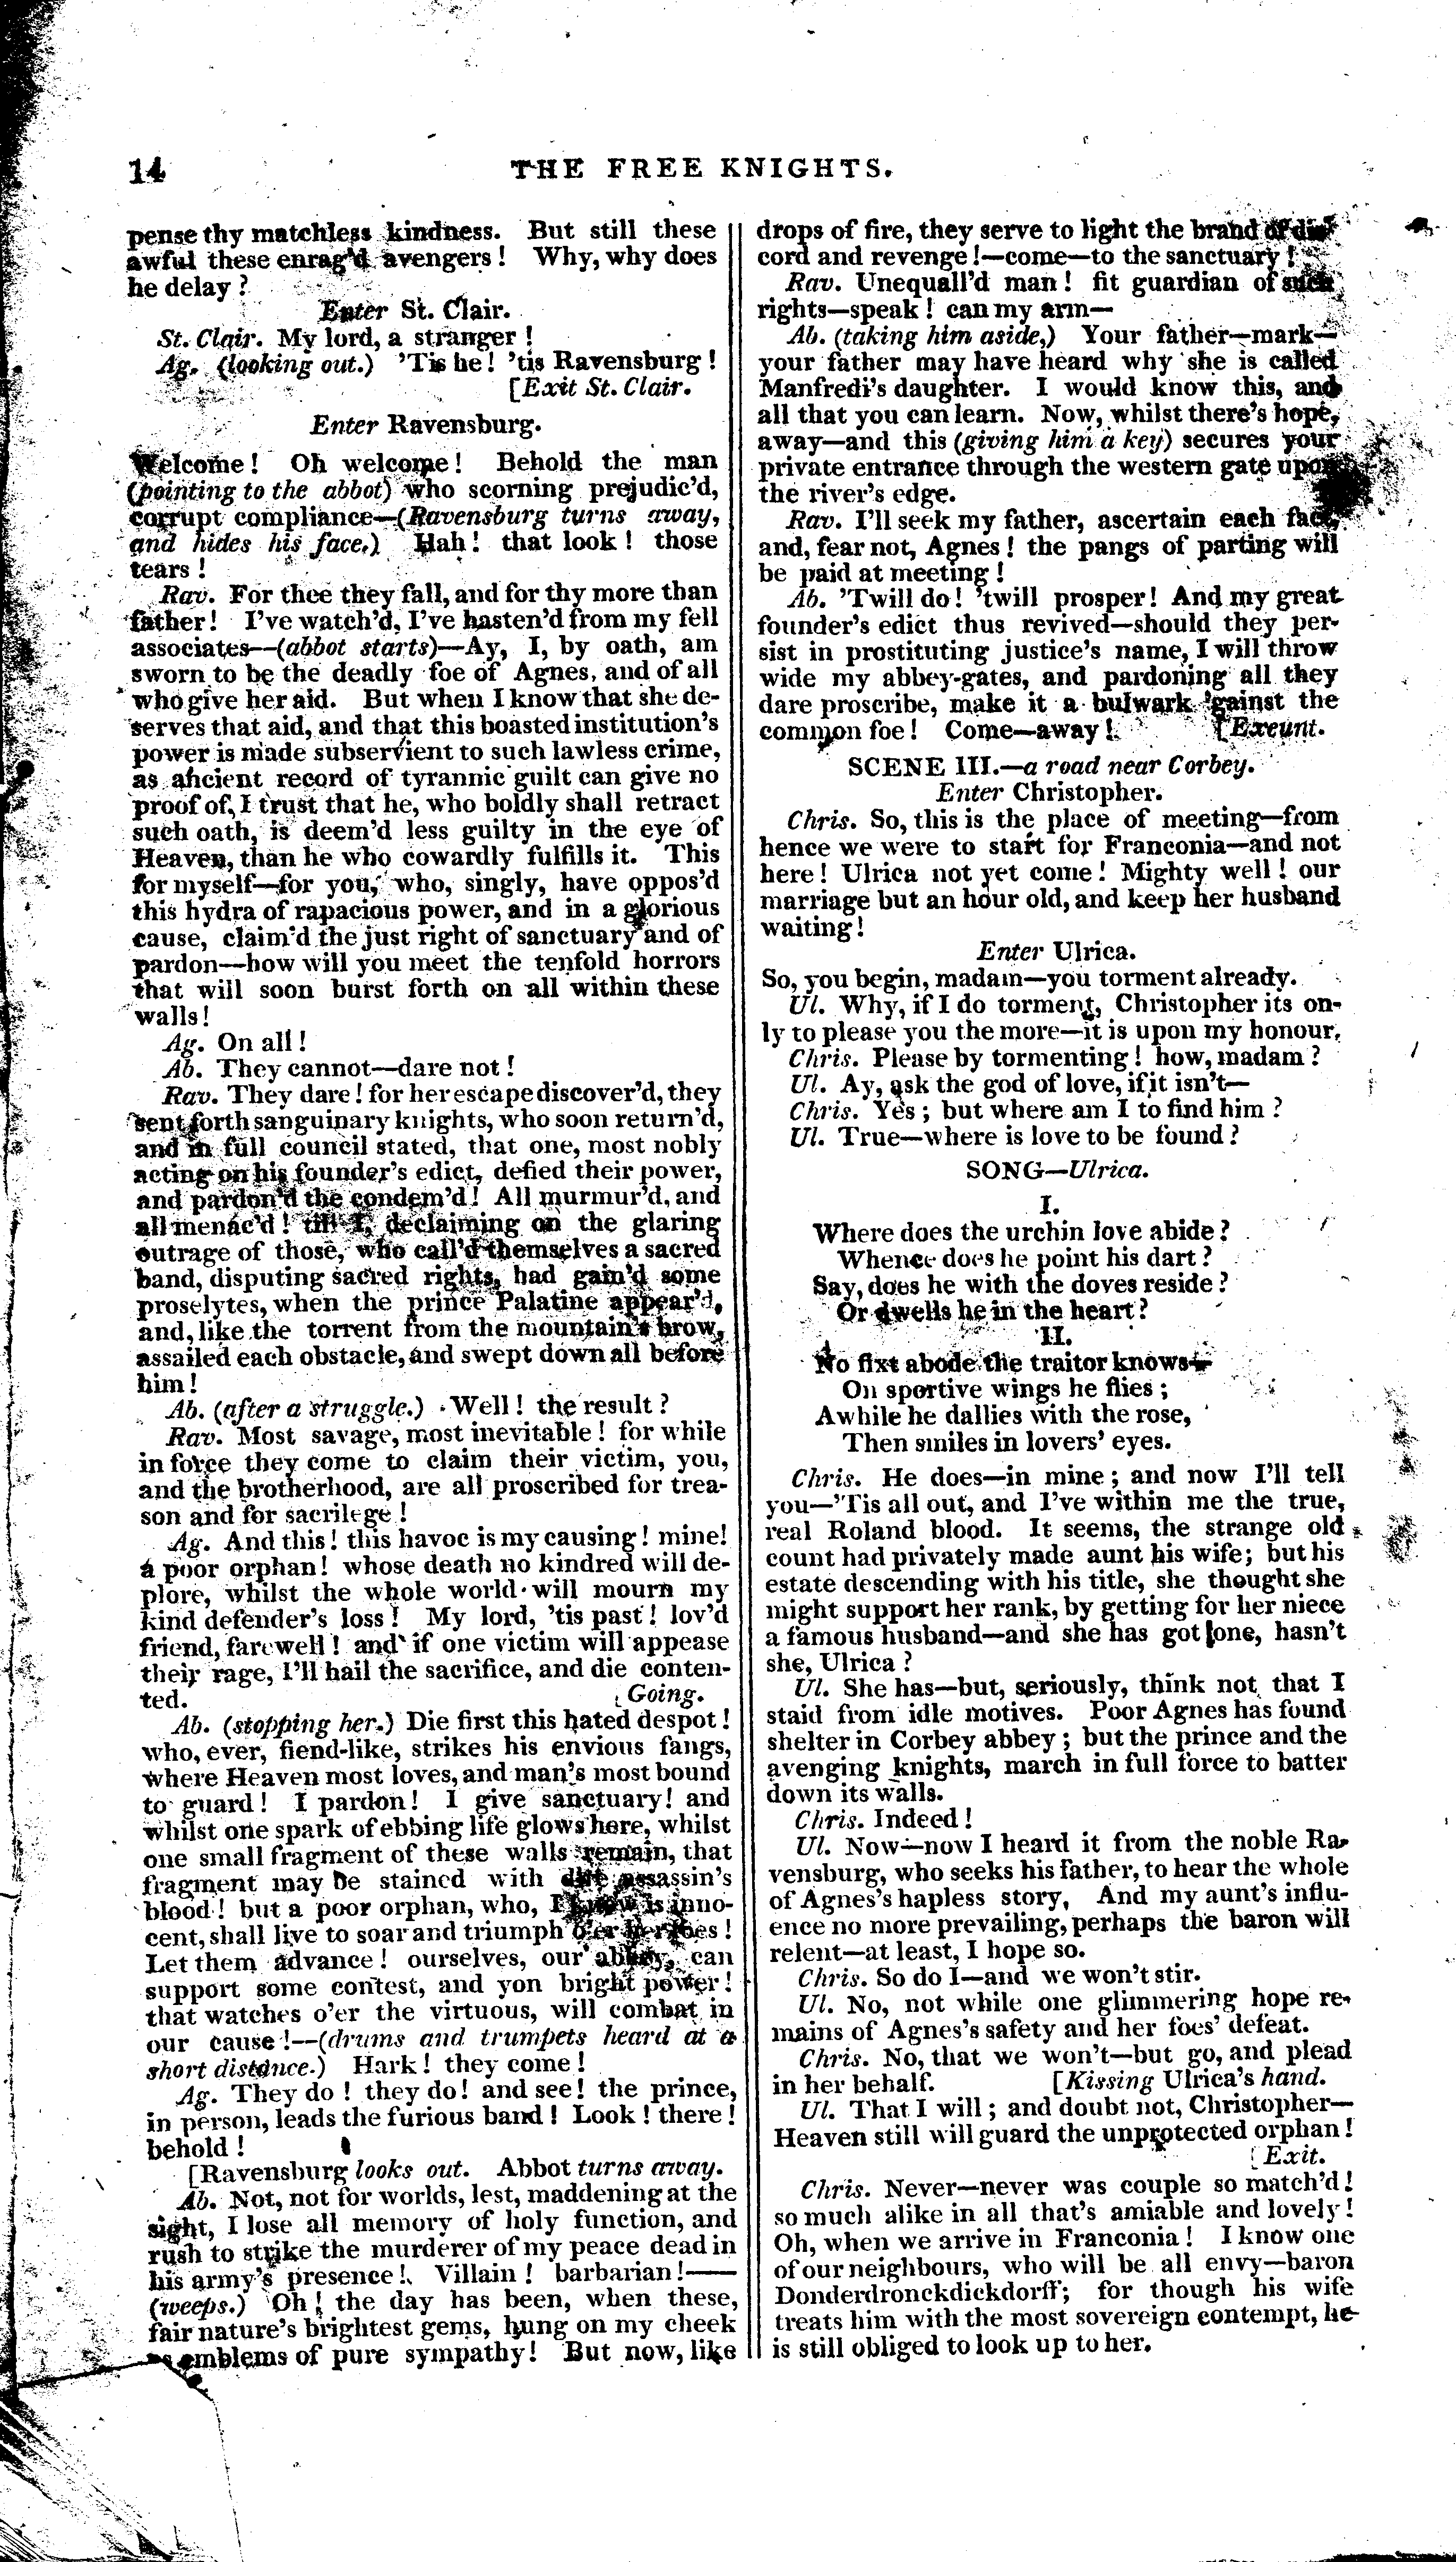 14
THE FREE KNIGHTS.
pense thy matchless kindness. But still these
awful these enrag'd avengers! Why, why does
he delay?
Enter St. Clair.
St. Clair. My lord, a stranger!
Ag. (looking out.) 'Tis he! 'tis Ravensburg!
[Exit St. Clair.
Enter Ravensburg.
Welcome! Oh welcome! Behold the man
(pointing to the abbot) who scorning prejudic'd,
corrupt compliance—(Ravensburg turns away,
and hides his face.) Hah! that look! those
tears!
Rav. For thee they fall, and for thy more than
father! I've watch'd, I've hasten'd from my fell
associates—(abbot starts)—Ay, I, by oath, am
sworn to be the deadly foe of Agnes, and of all
who give her aid. But when I know that she de-
serves that aid, and that this boasted institution's
power is made subservient to such lawless crime,
as ancient record of tyrannic guilt can give no
proof of, I trust that he, who boldly shall retract
such oath, is deem'd less guilty in the eye of
Heaven, than he who cowardly fulfills it. This
for myself—for you, who, singly, have oppos'd
this hydra of rapacious power, and in a glorious
cause, claim'd the just right of sanctuary and of
pardon—how will you meet the tenfold horrors
that will soon burst forth on all within these
walls!
Ag. On all!
Ab. They cannot—dare not!
Rav. They dare! for her escape discover'd, they
sent forth sanguinary knights, who soon return'd,
and in full council stated, that one, most nobly
acting on his founder's edict, defied their power,
and pardon'd the condem'd! All murmur'd, and
all menac'd! till I, declaiming on the glaring
outrage of those, who call'd themselves a sacred
band, disputing sacred rights, had gain'd some
proselytes, when the prince Palatine appear'd,
and, like the torrent from the mountain's brow,
assailed each obstacle, and swept down all before
him!
Ab. (after a struggle.) Well! the result?
Rav. Most savage, most inevitable! for while
in force they come to claim their victim, you,
and the brotherhood, are all proscribed for trea-
son and for sacrilege!
Ag. And this! this havoc is my causing! mine!
a poor orphan! whose death no kindred will de-
plore, whilst the whole world will mourn my
kind defender's loss! My lord, 'tis past! lov'd
friend, farewell! and if one victim will appease
their rage, I'll hail the sacrifice, and die conten-
ted. [Going.
Ab. (stopping her.) Die first this hated despot!
who, ever, fiend-like, strikes his envious fangs,
where Heaven most loves, and man's most bound
to guard! I pardon! I give sanctuary! and
whilst one spark of ebbing life glows here, whilst
one small fragment of these walls remain, that
fragment may be stained with assassin's
blood! but a poor orphan, who, I know is inno-
cent, shall live to soar and triumph o'er her foes!
Let them advance! ourselves, our abbey, can
support some contest, and yon bright power!
that watches o'er the virtuous, will combat in
our cause!—(drums and trumpets heard at a
short distance.) Hark! they come!
Ag. They do! they do! and see! the prince,
in person, leads the furious band! Look! there!
behold!
[Ravensburg looks out. Abbot turns away.
Ab. Not, not for worlds, lest, maddening at the
sight, I lose all memory of holy function, and
rush to strike the murderer of my peace dead in
his army's presence! Villain! barbarian!——
(weeps.) Oh! the day has been, when these,
fair nature's brightest gems, hung on my cheek
as emblems of pure sympathy! But now, like
drops of fire, they serve to light the brand of dis-
cord and revenge!—come—to the sanctuary!
Rav. Unequall'd man! fit guardian of such
rights—speak! can my arm—
Ab. (taking him aside,) Your father—mark—
your father may have heard why she is called
Manfredi's daughter. I would know this, and
all that you can learn. Now, whilst there's hope,
away—and this (giving him a key) secures your
private entrance through the western gate upon
the river's edge.
Rav. I'll seek my father, ascertain each fact,
and, fear not, Agnes! the pangs of parting will
be paid at meeting!
Ab. 'Twill do! 'twill prosper! And my great
founder's edict thus revived—should they per-
sist in prostituting justice's name, I will throw
wide my abbey-gates, and pardoning all they
dare proscribe, make it a bulwark 'gainst the
common foe! Come—away! [Exeunt.
SCENE III.—a road near Corbey.
Enter Christopher.
Chris. So, this is the place of meeting—from
hence we were to start for Franconia—and not
here! Ulrica not yet come! Mighty well! our
marriage but an hour old, and keep her husband
waiting!
Enter Ulrica.
So, you begin, madam—you torment already.
Ul. Why, if I do torment, Christopher its on-
ly to please you the more—it is upon my honour.
Chris. Please by tormenting! how, madam?
Ul. Ay, ask the god of love, if it isn't—
Chris. Yes; but where am I to find him?
Ul. True—where is love to be found?
SONG—Ulrica.
I.
Where does the urchin love abide?
Whence does he point his dart?
Say, does he with the doves reside?
Or dwells he in the heart?
II.
No fixt abode the traitor knows—
On sportive wings he flies;
Awhile he dallies with the rose,
Then smiles in lovers' eyes.
Chris. He does—in mine; and now I'll tell
you—'Tis all out, and I've within me the true,
real Roland blood. It seems, the strange old
count had privately made aunt his wife; but his
estate descending with his title, she thought she
might support her rank, by getting for her niece
a famous husband—and she has got one, hasn't
she, Ulrica?
Ul. She has—but, seriously, think not that I
staid from idle motives. Poor Agnes has found
shelter in Corbey abbey; but the prince and the
avenging knights, march in full force to batter
down its walls.
Chris. Indeed!
Ul. Now—now I heard it from the noble Ra-
vensburg, who seeks his father, to hear the whole
of Agnes's hapless story, And my aunt's influ-
ence no more prevailing, perhaps the baron will
relent—at least, I hope so.
Chris. So do I—and we won't stir.
Ul. No, not while one glimmering hope re-
mains of Agnes's safety and her foes' defeat.
Chris. No, that we won't—but go, and plead
in her behalf. [Kissing Ulrica's hand.
Ul. That I will; and doubt not, Christopher—
Heaven still will guard the unprotected orphan!
[Exit.
Chris. Never—never was couple so match'd!
so much alike in all that's amiable and lovely!
Oh, when we arrive in Franconia! I know one
of our neighbours, who will be all envy—baron
Donderdronckdickdorff; for though his wife
treats him with the most sovereign contempt, he
is still obliged to look up to her.